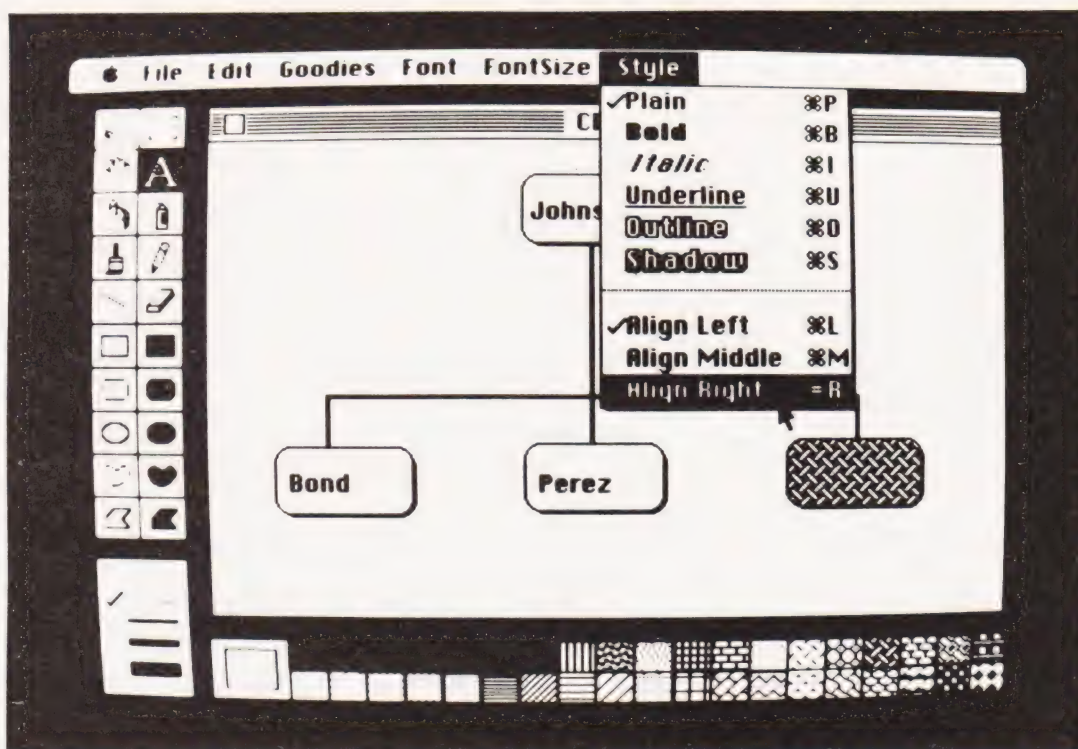 File Edit Goodies Font FontSize Style
✓Plain ⌘P
Bold ⌘B
Italic ⌘I
Underline ⌘U
Outline ⌘O
Shadow ⌘S
✓Align Left ⌘L
Align Middle ⌘M
Align Right
Johns
Bond
Perez
A